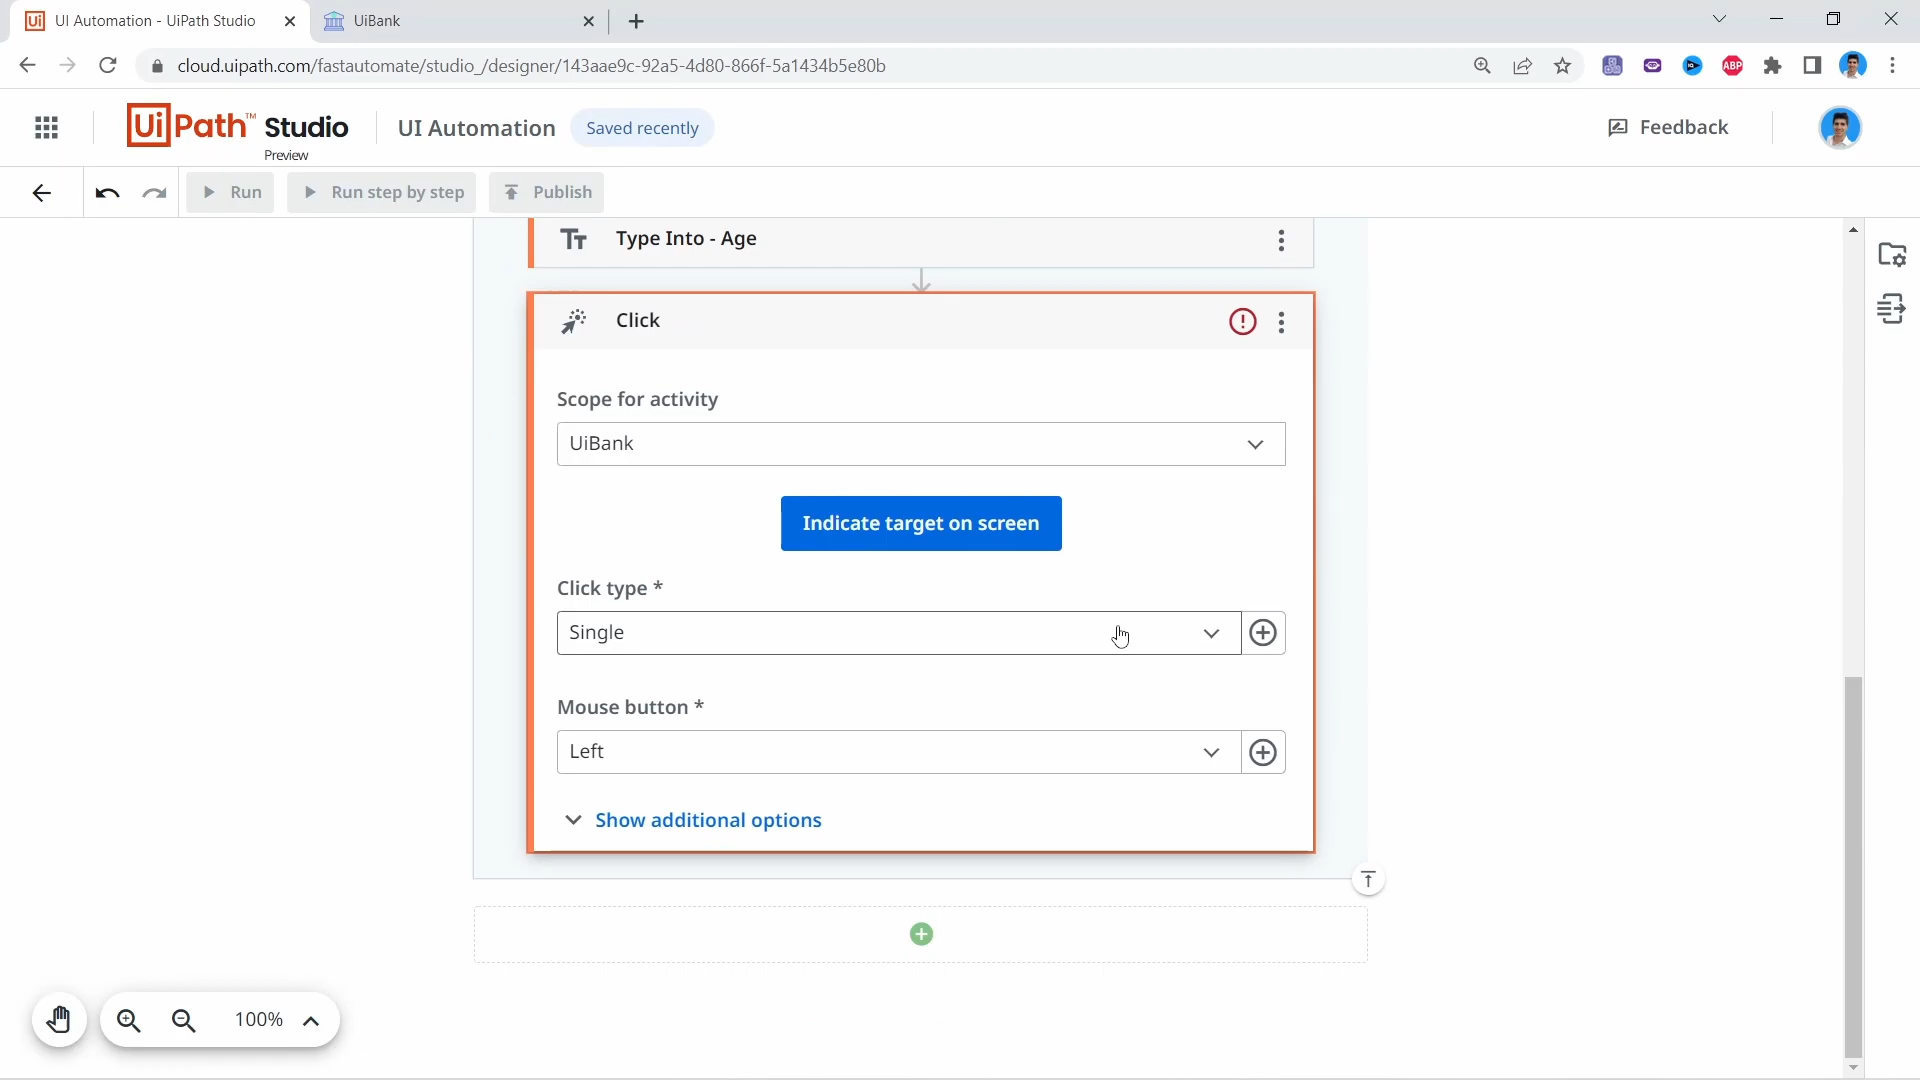 UI Automation - UiPath Studio
UiBank
cloud.uipath.com/fastautomate/studio_/designer/143aae9c-92a5-4d80-866f-5a1434b5e80b
ABP
UiPath™ Studio
Preview
UI Automation
Saved recently
Feedback
Run
Run step by step
Publish
Type Into - Age
Click
Scope for activity
UiBank
Indicate target on screen
Click type *
Single
Mouse button *
Left
Show additional options
100%